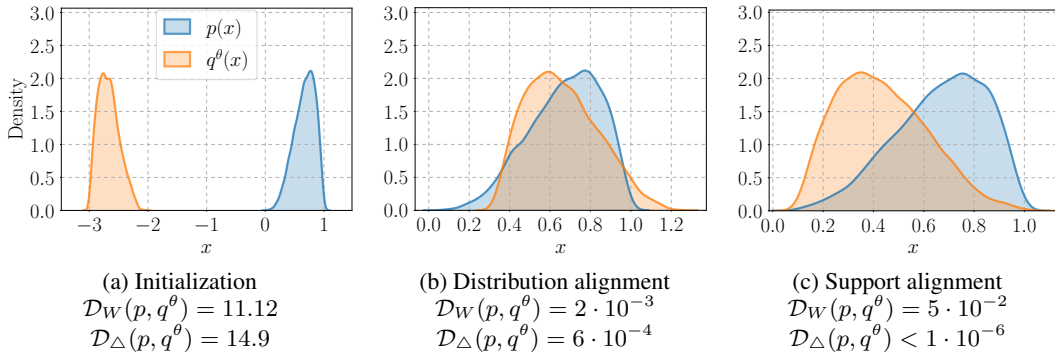 3.0
2.5
2.0
1.5
1.0
0.5
0.0
Density
p(x)
q^θ(x)
−3 −2 −1 0 1
x
(a) Initialization
𝒟_W(p, q^θ) = 11.12
𝒟_△(p, q^θ) = 14.9
3.0
2.5
2.0
1.5
1.0
0.5
0.0
0.0 0.2 0.4 0.6 0.8 1.0 1.2
x
(b) Distribution alignment
𝒟_W(p, q^θ) = 2 · 10^−3
𝒟_△(p, q^θ) = 6 · 10^−4
3.0
2.5
2.0
1.5
1.0
0.5
0.0
0.0 0.2 0.4 0.6 0.8 1.0
x
(c) Support alignment
𝒟_W(p, q^θ) = 5 · 10^−2
𝒟_△(p, q^θ) < 1 · 10^−6